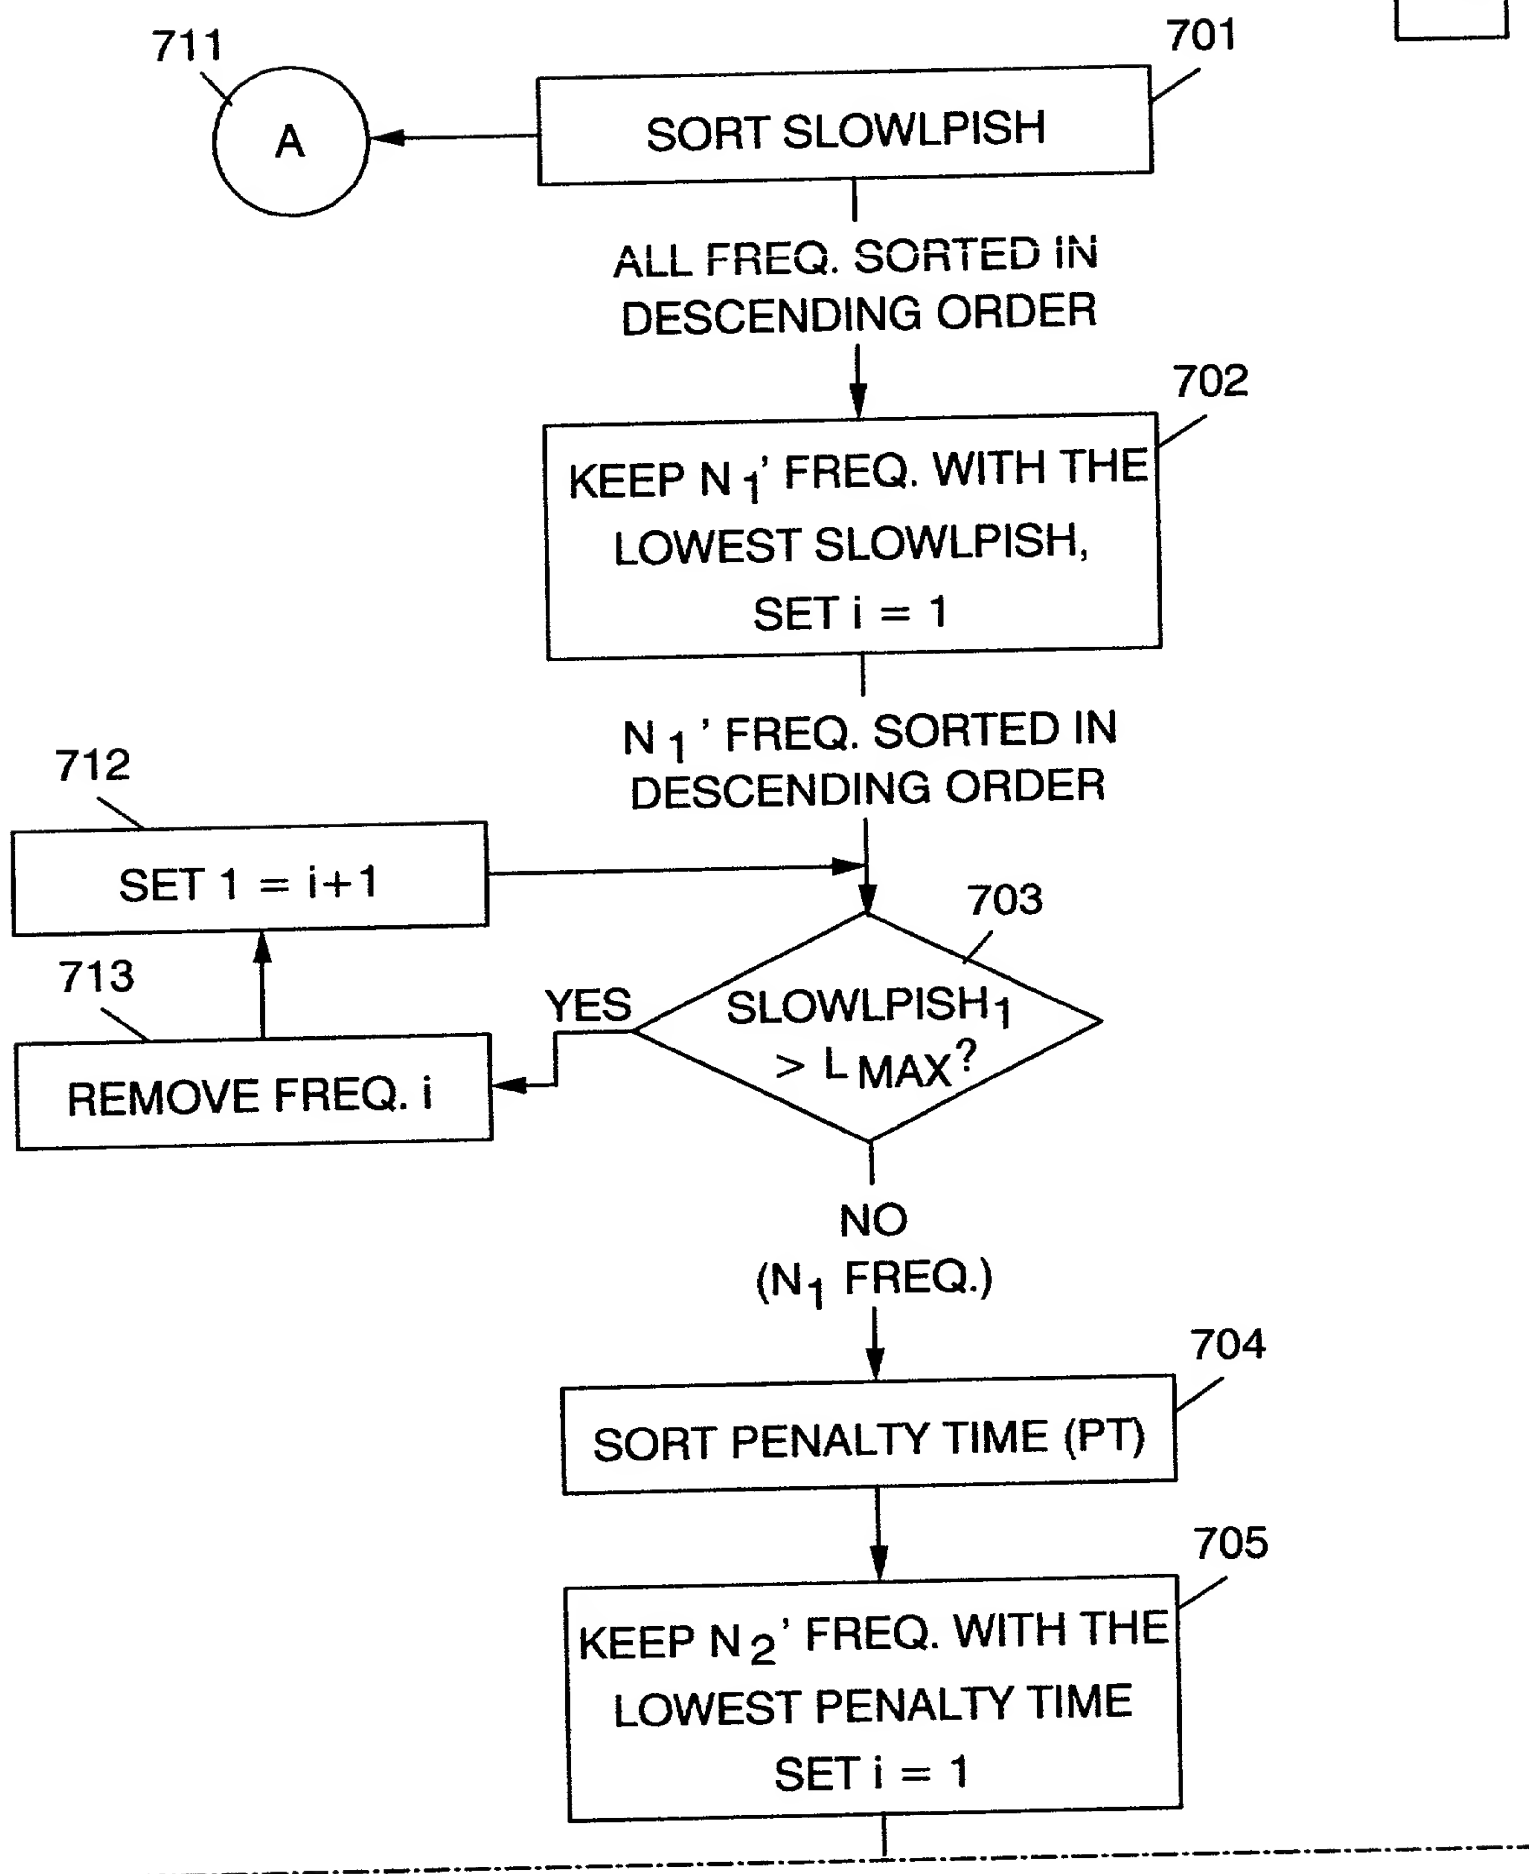 711
701
A
SORT SLOWLPISH
ALL FREQ. SORTED IN
DESCENDING ORDER
702
KEEP N₁' FREQ. WITH THE
LOWEST SLOWLPISH,
SET i = 1
N₁' FREQ. SORTED IN
DESCENDING ORDER
712
SET 1 = i+1
703
713
YES
SLOWLPISH₁
> L MAX?
REMOVE FREQ. i
NO
(N₁ FREQ.)
704
SORT PENALTY TIME (PT)
705
KEEP N₂' FREQ. WITH THE
LOWEST PENALTY TIME
SET i = 1